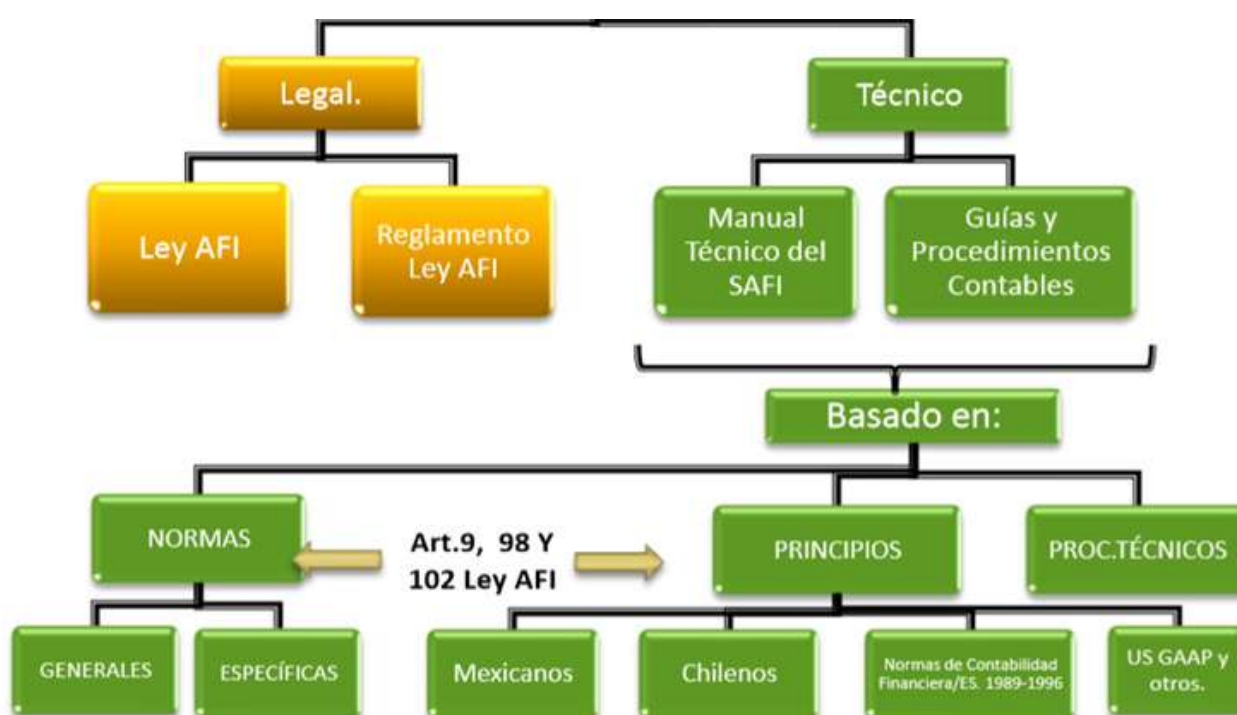 Legal.
Técnico
Ley AFI
Reglamento
Ley AFI
Manual
Técnico del
SAFI
Guías y
Procedimientos
Contables
Basado en:
NORMAS
Art.9, 98 Y
102 Ley AFI
PRINCIPIOS
PROC.TÉCNICOS
GENERALES
ESPECÍFICAS
Mexicanos
Chilenos
Normas de Contabilidad
Financiera/ES. 1989-1996
US GAAP y
otros.